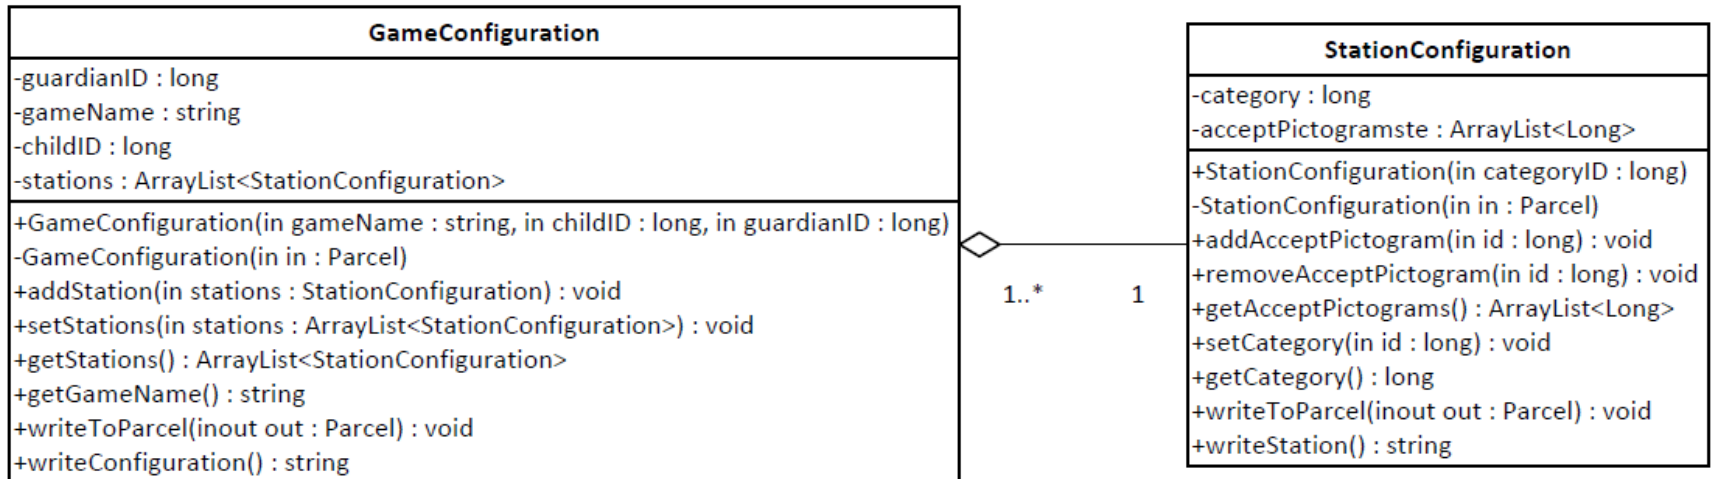 GameConfiguration
-guardianID : long
-gameName : string
-childID : long
-stations : ArrayList<StationConfiguration>
+GameConfiguration(in gameName : string, in childID : long, in guardianID : long)
-GameConfiguration(in in : Parcel)
+addStation(in stations : StationConfiguration) : void
+setStations(in stations : ArrayList<StationConfiguration>) : void
+getStations() : ArrayList<StationConfiguration>
+getGameName() : string
+writeToParcel(inout out : Parcel) : void
+writeConfiguration() : string
1..*
1
StationConfiguration
-category : long
-acceptPictogramste : ArrayList<Long>
+StationConfiguration(in categoryID : long)
-StationConfiguration(in in : Parcel)
+addAcceptPictogram(in id : long) : void
+removeAcceptPictogram(in id : long) : void
+getAcceptPictograms() : ArrayList<Long>
+setCategory(in id : long) : void
+getCategory() : long
+writeToParcel(inout out : Parcel) : void
+writeStation() : string